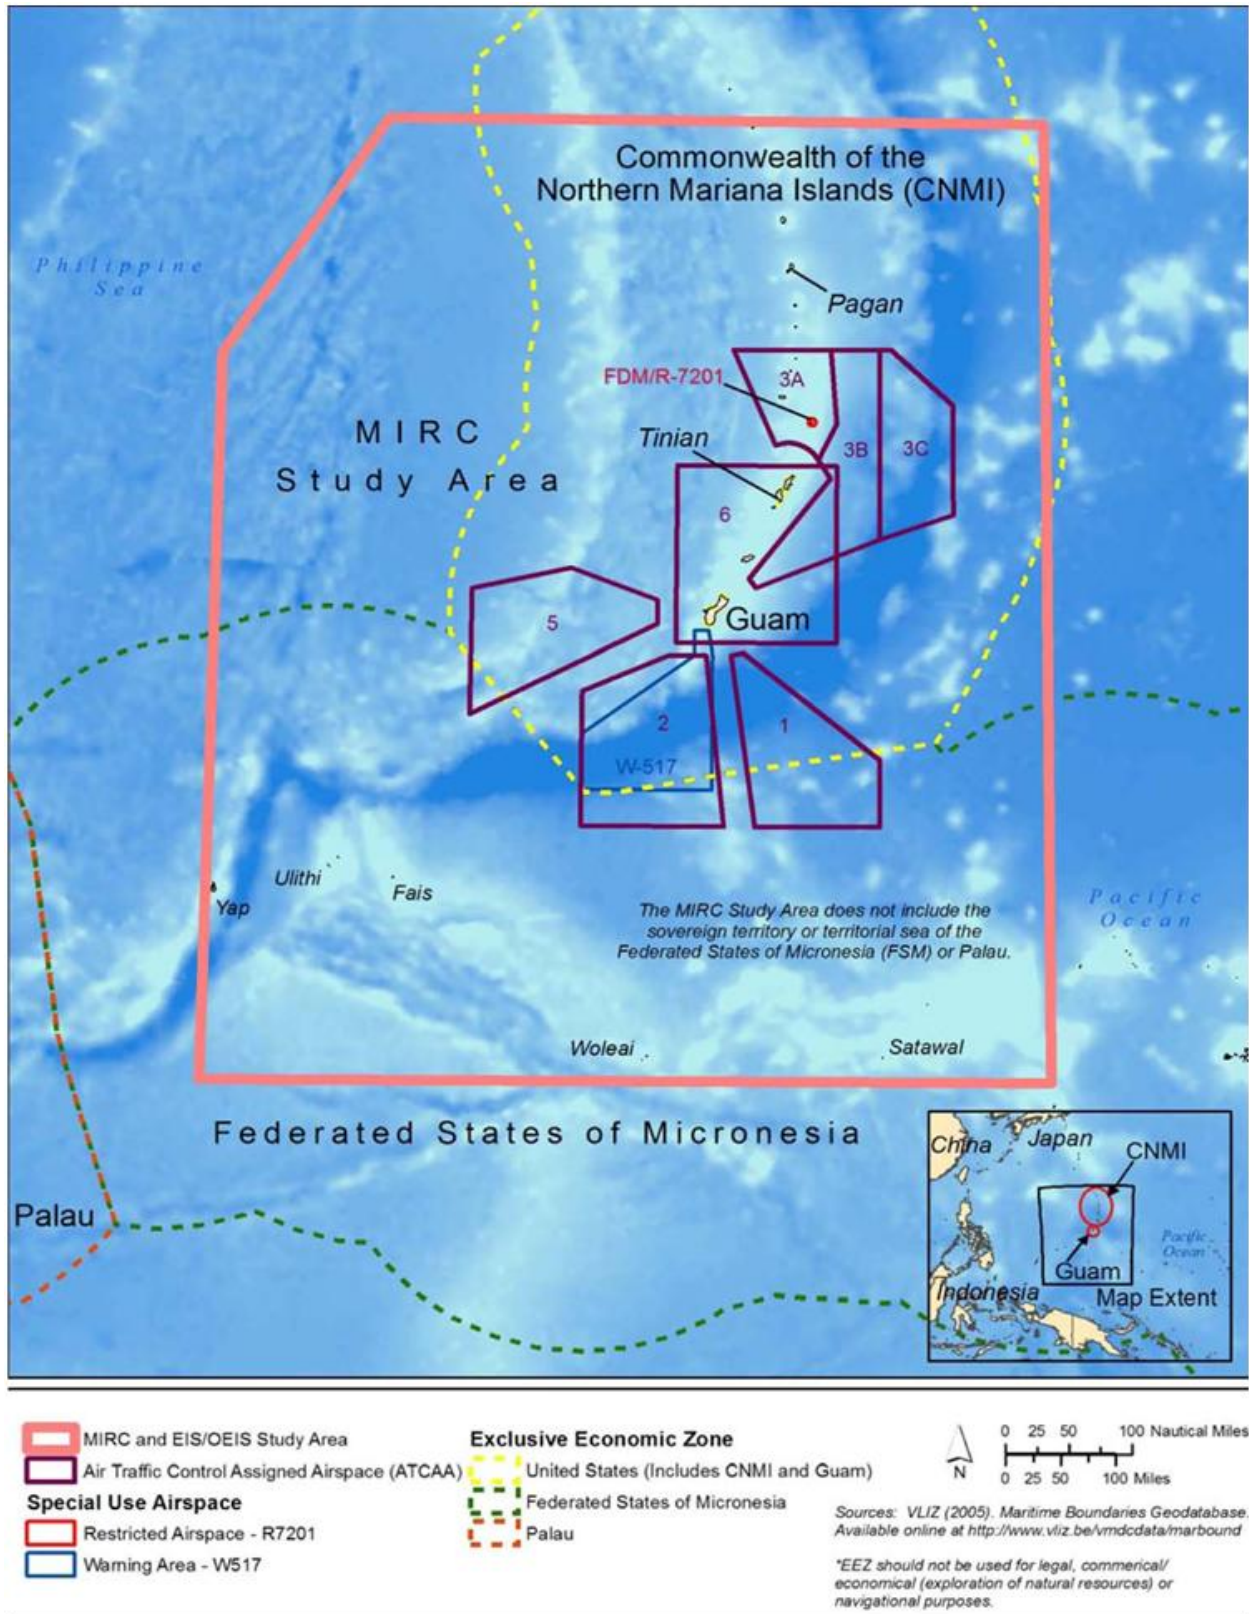 Commonwealth of the
Northern Mariana Islands (CNMI)
Philippine
Sea
Pagan
3A
FDM/R-7201
MIRC
Study Area
Tinian
3B
3C
6
5
Guam
2
1
W-517
Ulithi
Fais
Yap
Pacific
Ocean
The MIRC Study Area does not include the
sovereign territory or territorial sea of the
Federated States of Micronesia (FSM) or Palau.
Woleai
Satawal
Federated States of Micronesia
Palau
China
Japan
CNMI
Pacific
Ocean
Guam
Indonesia
Map Extent
MIRC and EIS/OEIS Study Area
Air Traffic Control Assigned Airspace (ATCAA)
Special Use Airspace
Restricted Airspace - R7201
Warning Area - W517
Exclusive Economic Zone
United States (Includes CNMI and Guam)
Federated States of Micronesia
Palau
N
0 25 50 100 Nautical Miles
0 25 50 100 Miles
Sources: VLIZ (2005). Maritime Boundaries Geodatabase.
Available online at http://www.vliz.be/vmdcdata/marbound
*EEZ should not be used for legal, commerical/
economical (exploration of natural resources) or
navigational purposes.